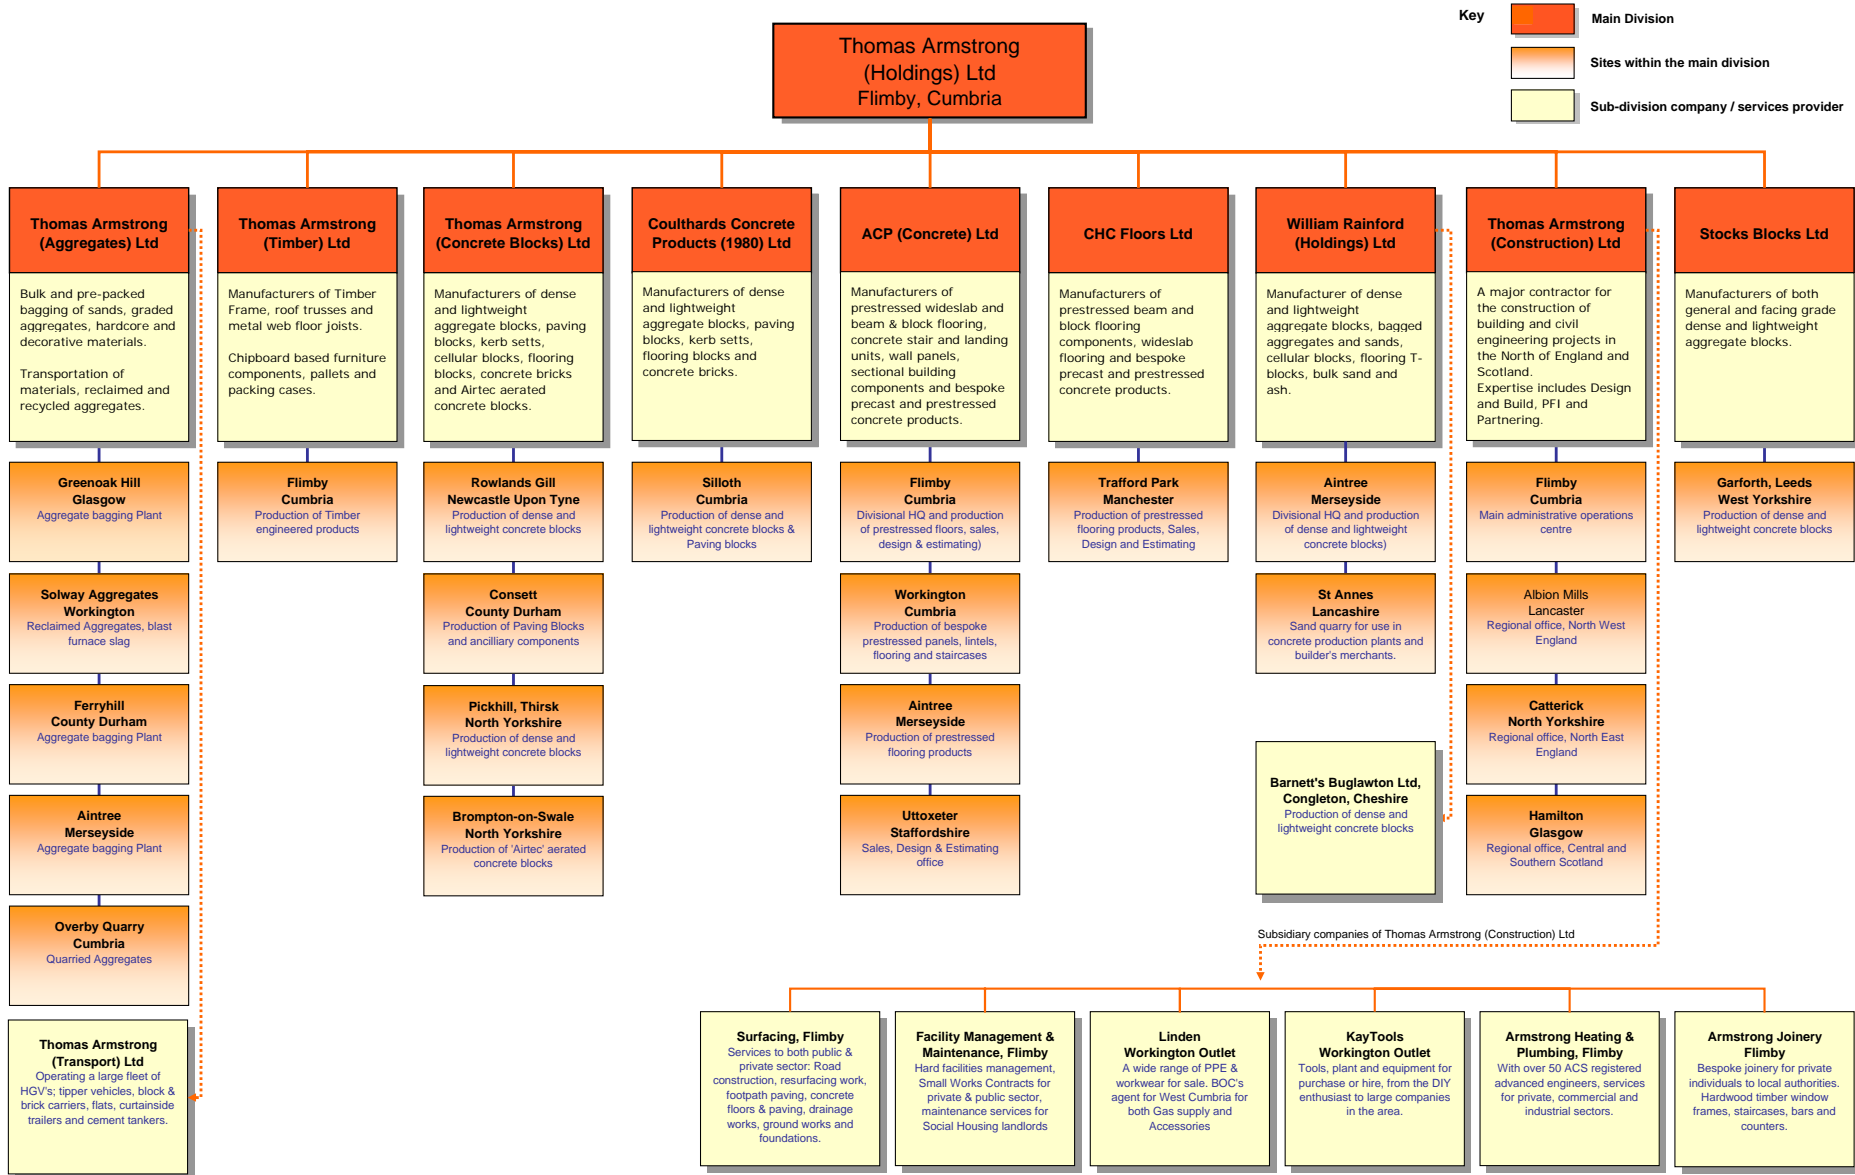 Key
Main Division
Sites within the main division
Sub-division company / services provider
Thomas Armstrong
(Holdings) Ltd
Flimby, Cumbria
Thomas Armstrong
(Aggregates) Ltd
Bulk and pre-packed
bagging of sands, graded
aggregates, hardcore and
decorative materials.
Transportation of
materials, reclaimed and
recycled aggregates.
Greenoak Hill
Glasgow
Aggregate bagging Plant
Solway Aggregates
Workington
Reclaimed Aggregates, blast
furnace slag
Ferryhill
County Durham
Aggregate bagging Plant
Aintree
Merseyside
Aggregate bagging Plant
Overby Quarry
Cumbria
Quarried Aggregates
Thomas Armstrong
(Transport) Ltd
Operating a large fleet of
HGV's; tipper vehicles, block &
brick carriers, flats, curtainside
trailers and cement tankers.
Thomas Armstrong
(Timber) Ltd
Manufacturers of Timber
Frame, roof trusses and
metal web floor joists.
Chipboard based furniture
components, pallets and
packing cases.
Flimby
Cumbria
Production of Timber
engineered products
Thomas Armstrong
(Concrete Blocks) Ltd
Manufacturers of dense
and lightweight
aggregate blocks, paving
blocks, kerb setts,
cellular blocks, flooring
blocks, concrete bricks
and Airtec aerated
concrete blocks.
Rowlands Gill
Newcastle Upon Tyne
Production of dense and
lightweight concrete blocks
Consett
County Durham
Production of Paving Blocks
and ancilliary components
Pickhill, Thirsk
North Yorkshire
Production of dense and
lightweight concrete blocks
Brompton-on-Swale
North Yorkshire
Production of 'Airtec' aerated
concrete blocks
Coulthards Concrete
Products (1980) Ltd
Manufacturers of dense
and lightweight
aggregate blocks, paving
blocks, kerb setts,
flooring blocks and
concrete bricks.
Silloth
Cumbria
Production of dense and
lightweight concrete blocks &
Paving blocks
ACP (Concrete) Ltd
Manufacturers of
prestressed wideslab and
beam & block flooring,
concrete stair and landing
units, wall panels,
sectional building
components and bespoke
precast and prestressed
concrete products.
Flimby
Cumbria
Divisional HQ and production
of prestressed floors, sales,
design & estimating)
Workington
Cumbria
Production of bespoke
prestressed panels, lintels,
flooring and staircases
Aintree
Merseyside
Production of prestressed
flooring products
Uttoxeter
Staffordshire
Sales, Design & Estimating
office
CHC Floors Ltd
Manufacturers of
prestressed beam and
block flooring
components, wideslab
flooring and bespoke
precast and prestressed
concrete products.
Trafford Park
Manchester
Production of prestressed
flooring products, Sales,
Design and Estimating
William Rainford
(Holdings) Ltd
Manufacturer of dense
and lightweight
aggregate blocks, bagged
aggregates and sands,
cellular blocks, flooring T-
blocks, bulk sand and
ash.
Aintree
Merseyside
Divisional HQ and production
of dense and lightweight
concrete blocks)
St Annes
Lancashire
Sand quarry for use in
concrete production plants and
builder's merchants.
Barnett's Buglawton Ltd,
Congleton, Cheshire
Production of dense and
lightweight concrete blocks
Thomas Armstrong
(Construction) Ltd
A major contractor for
the construction of
building and civil
engineering projects in
the North of England and
Scotland.
Expertise includes Design
and Build, PFI and
Partnering.
Flimby
Cumbria
Main administrative operations
centre
Albion Mills
Lancaster
Regional office, North West
England
Catterick
North Yorkshire
Regional office, North East
England
Hamilton
Glasgow
Regional office, Central and
Southern Scotland
Stocks Blocks Ltd
Manufacturers of both
general and facing grade
dense and lightweight
aggregate blocks.
Garforth, Leeds
West Yorkshire
Production of dense and
lightweight concrete blocks
Subsidiary companies of Thomas Armstrong (Construction) Ltd
Surfacing, Flimby
Services to both public &
private sector: Road
construction, resurfacing work,
footpath paving, concrete
floors & paving, drainage
works, ground works and
foundations.
Facility Management &
Maintenance, Flimby
Hard facilities management,
Small Works Contracts for
private & public sector,
maintenance services for
Social Housing landlords
Linden
Workington Outlet
A wide range of PPE &
workwear for sale. BOC's
agent for West Cumbria for
both Gas supply and
Accessories
KayTools
Workington Outlet
Tools, plant and equipment for
purchase or hire, from the DIY
enthusiast to large companies
in the area.
Armstrong Heating &
Plumbing, Flimby
With over 50 ACS registered
advanced engineers, services
for private, commercial and
industrial sectors.
Armstrong Joinery
Flimby
Bespoke joinery for private
individuals to local authorities.
Hardwood timber window
frames, staircases, bars and
counters.